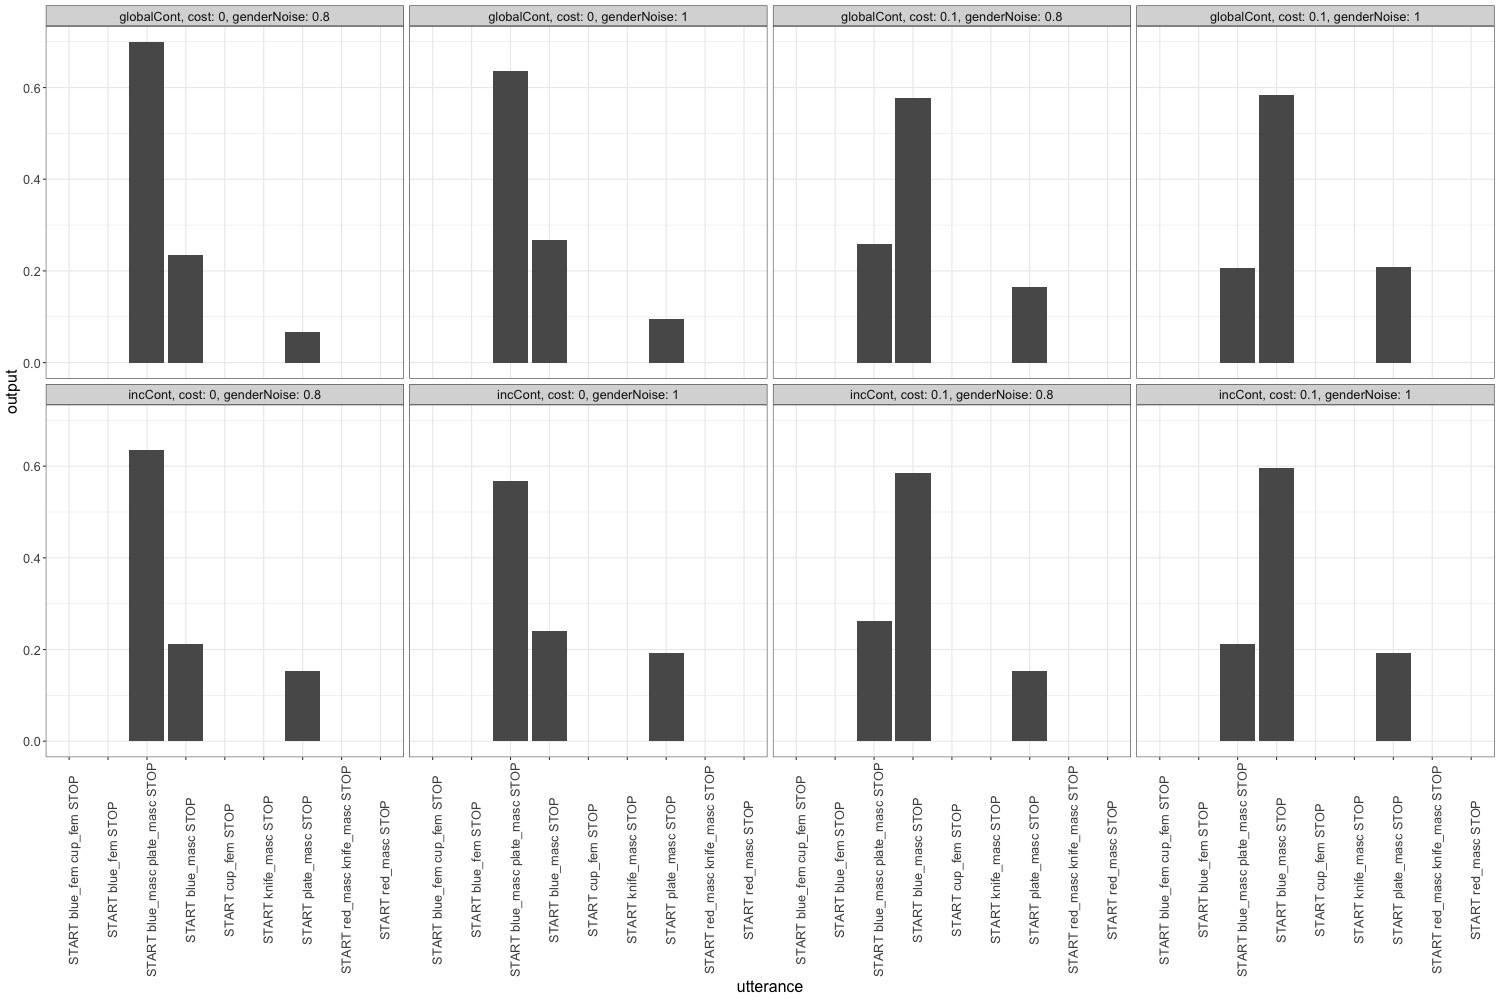 globalCont, cost: 0, genderNoise: 0.8
globalCont, cost: 0, genderNoise: 1
globalCont, cost: 0.1, genderNoise: 0.8
globalCont, cost: 0.1, genderNoise: 1
0.6
0.4
0.2
0.0
output
incCont, cost: 0, genderNoise: 0.8
incCont, cost: 0, genderNoise: 1
incCont, cost: 0.1, genderNoise: 0.8
incCont, cost: 0.1, genderNoise: 1
0.6
0.4
0.2
0.0
START blue_fem cup_fem STOP
START blue_fem STOP
START blue_masc plate_masc STOP
START blue_masc STOP
START cup_fem STOP
START knife_masc STOP
START plate_masc STOP
START red_masc knife_masc STOP
START red_masc STOP
START blue_fem cup_fem STOP
START blue_fem STOP
START blue_masc plate_masc STOP
START blue_masc STOP
START cup_fem STOP
START knife_masc STOP
START plate_masc STOP
START red_masc knife_masc STOP
START red_masc STOP
START blue_fem cup_fem STOP
START blue_fem STOP
START blue_masc plate_masc STOP
START blue_masc STOP
START cup_fem STOP
START knife_masc STOP
START plate_masc STOP
START red_masc knife_masc STOP
START red_masc STOP
START blue_fem cup_fem STOP
START blue_fem STOP
START blue_masc plate_masc STOP
START blue_masc STOP
START cup_fem STOP
START knife_masc STOP
START plate_masc STOP
START red_masc knife_masc STOP
START red_masc STOP
utterance